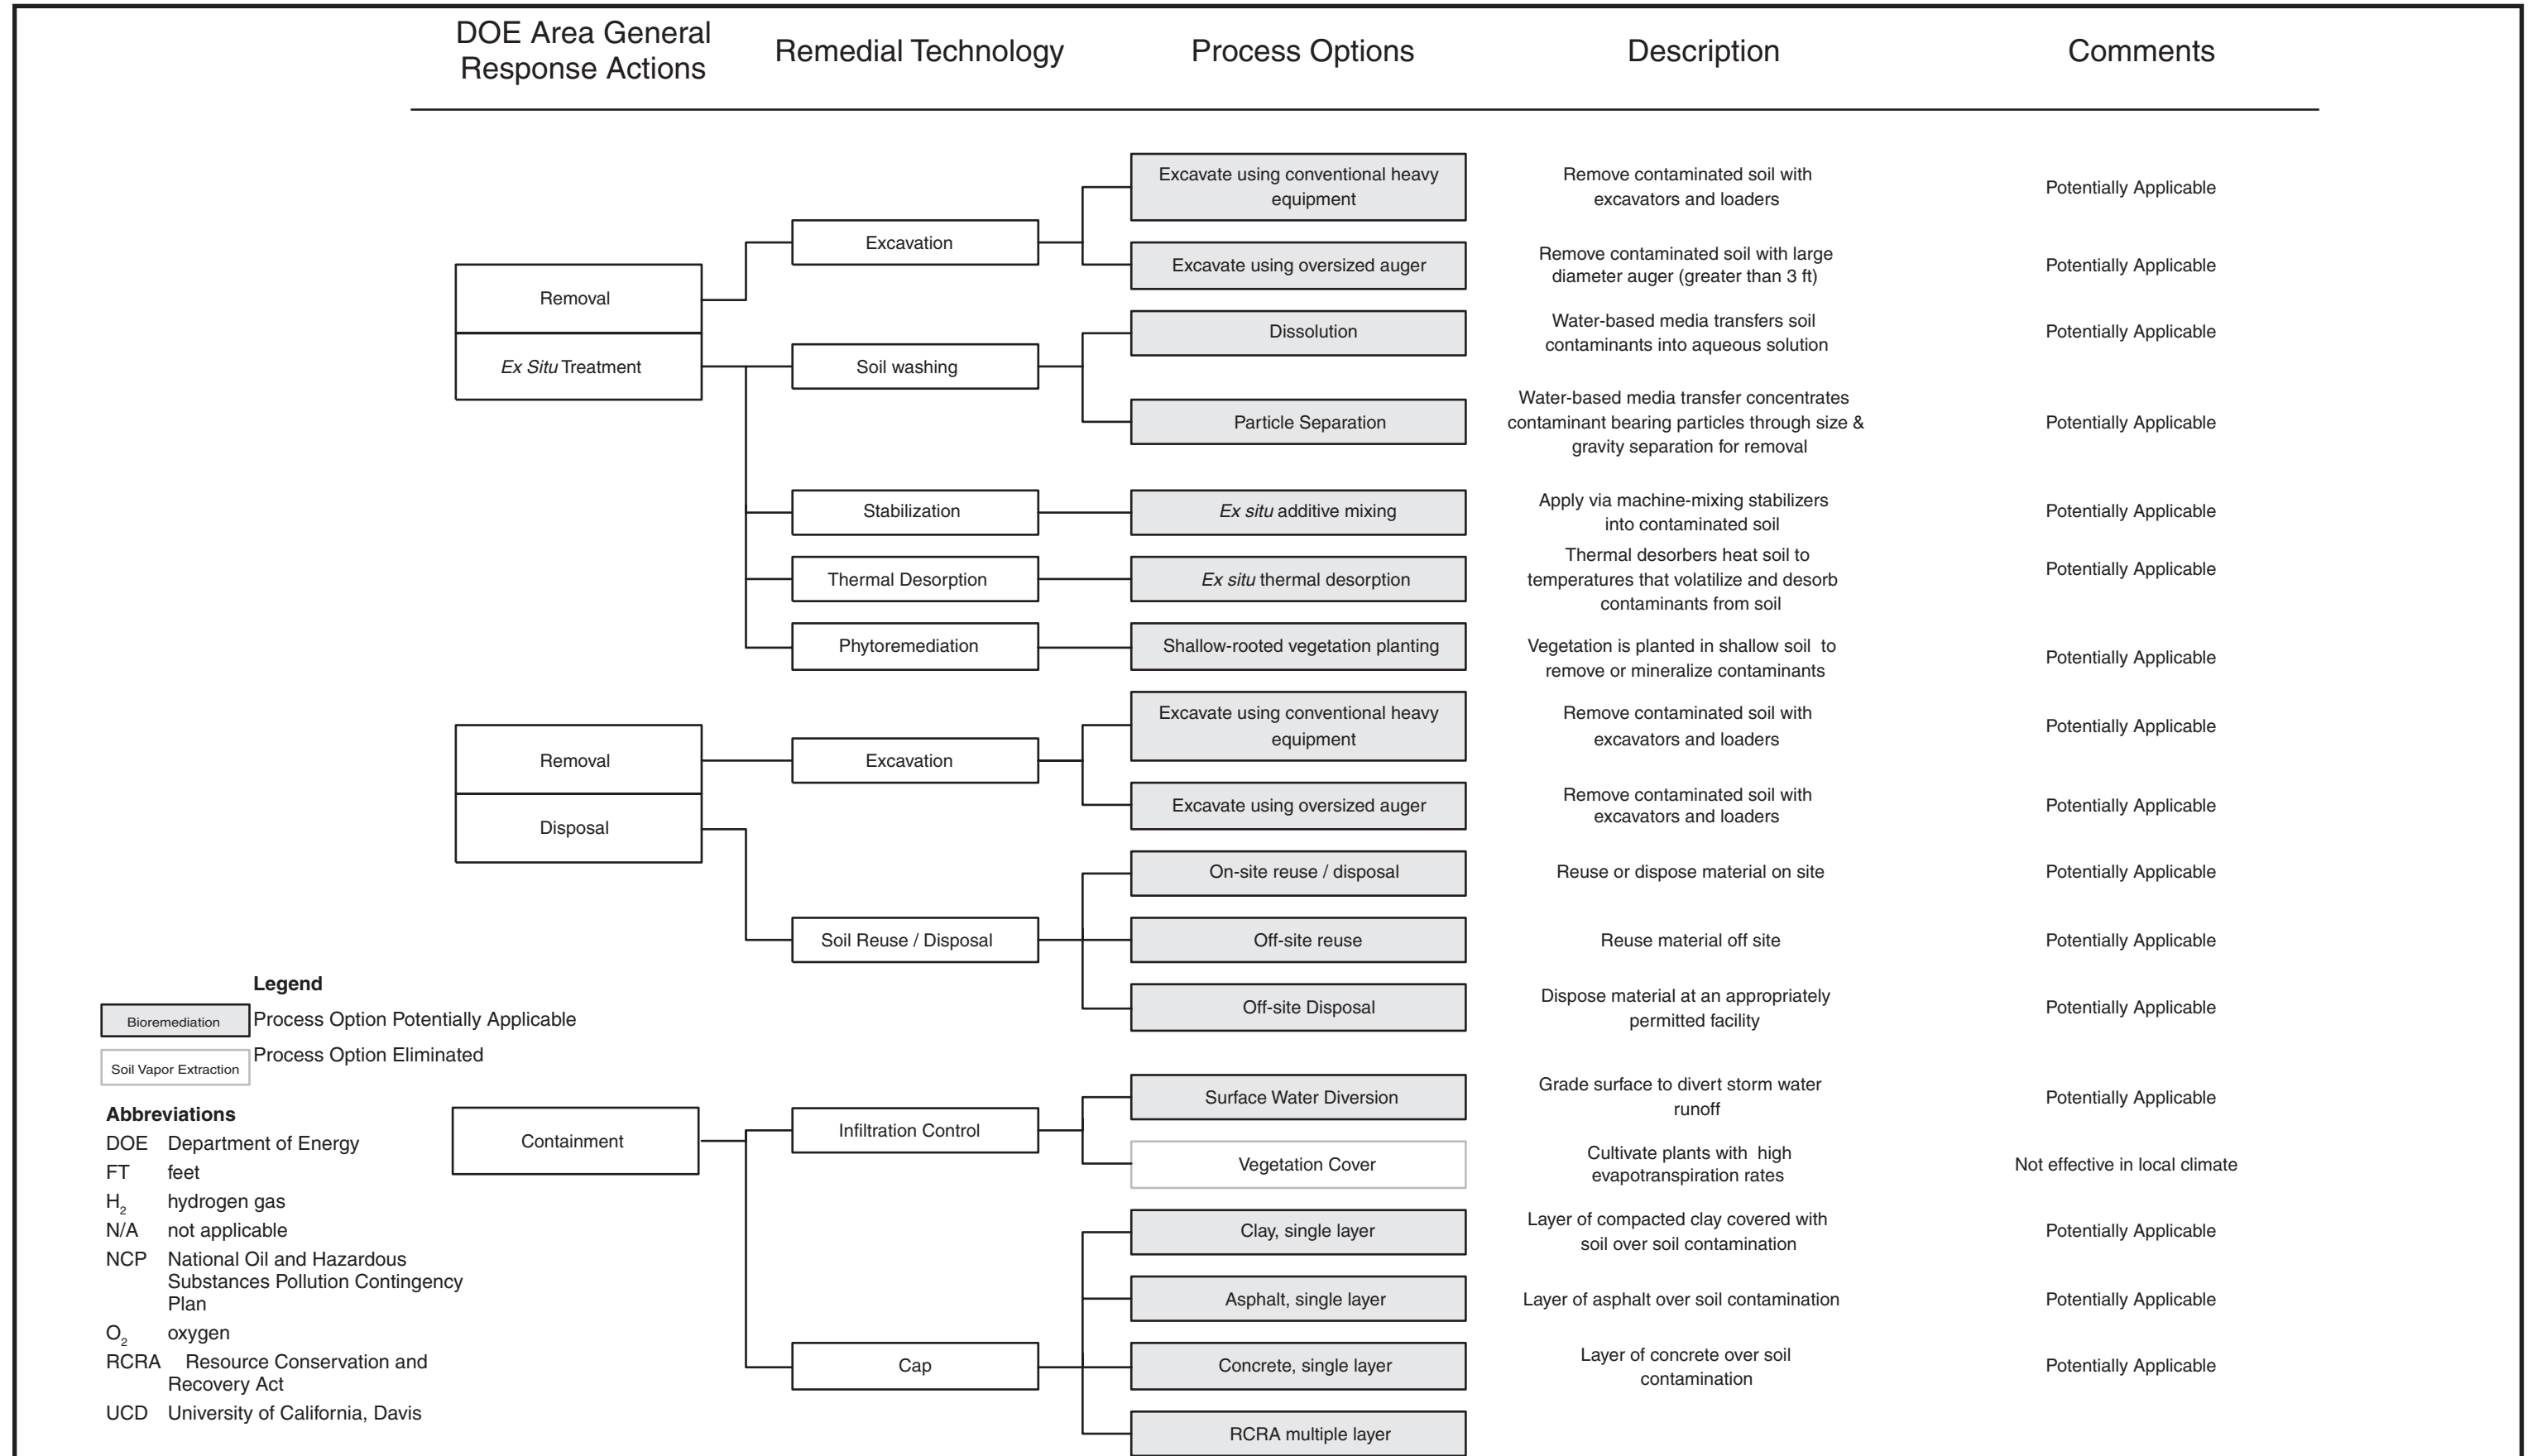 DOE Area General
Response Actions
Remedial Technology
Process Options
Description
Comments
Excavate using conventional heavy
equipment
Remove contaminated soil with
excavators and loaders
Potentially Applicable
Excavation
Excavate using oversized auger
Remove contaminated soil with large
diameter auger (greater than 3 ft)
Potentially Applicable
Removal
Dissolution
Water-based media transfers soil
contaminants into aqueous solution
Potentially Applicable
Ex Situ Treatment
Soil washing
Particle Separation
Water-based media transfer concentrates
contaminant bearing particles through size &
gravity separation for removal
Potentially Applicable
Stabilization
Ex situ additive mixing
Apply via machine-mixing stabilizers
into contaminated soil
Potentially Applicable
Thermal Desorption
Ex situ thermal desorption
Thermal desorbers heat soil to
temperatures that volatilize and desorb
contaminants from soil
Potentially Applicable
Phytoremediation
Shallow-rooted vegetation planting
Vegetation is planted in shallow soil  to
remove or mineralize contaminants
Potentially Applicable
Excavate using conventional heavy
equipment
Remove contaminated soil with
excavators and loaders
Potentially Applicable
Removal
Excavation
Excavate using oversized auger
Remove contaminated soil with
excavators and loaders
Potentially Applicable
Disposal
On-site reuse / disposal
Reuse or dispose material on site
Potentially Applicable
Soil Reuse / Disposal
Off-site reuse
Reuse material off site
Potentially Applicable
Off-site Disposal
Dispose material at an appropriately
permitted facility
Potentially Applicable
Legend
Bioremediation
Process Option Potentially Applicable
Soil Vapor Extraction
Process Option Eliminated
Containment
Infiltration Control
Surface Water Diversion
Grade surface to divert storm water
runoff
Potentially Applicable
Vegetation Cover
Cultivate plants with  high
evapotranspiration rates
Not effective in local climate
Clay, single layer
Layer of compacted clay covered with
soil over soil contamination
Potentially Applicable
Asphalt, single layer
Layer of asphalt over soil contamination
Potentially Applicable
Cap
Concrete, single layer
Layer of concrete over soil
contamination
Potentially Applicable
RCRA multiple layer
Abbreviations
DOE Department of Energy
FT feet
H2 hydrogen gas
N/A not applicable
NCP National Oil and Hazardous
Substances Pollution Contingency
Plan
O2 oxygen
RCRA Resource Conservation and
Recovery Act
UCD University of California, Davis